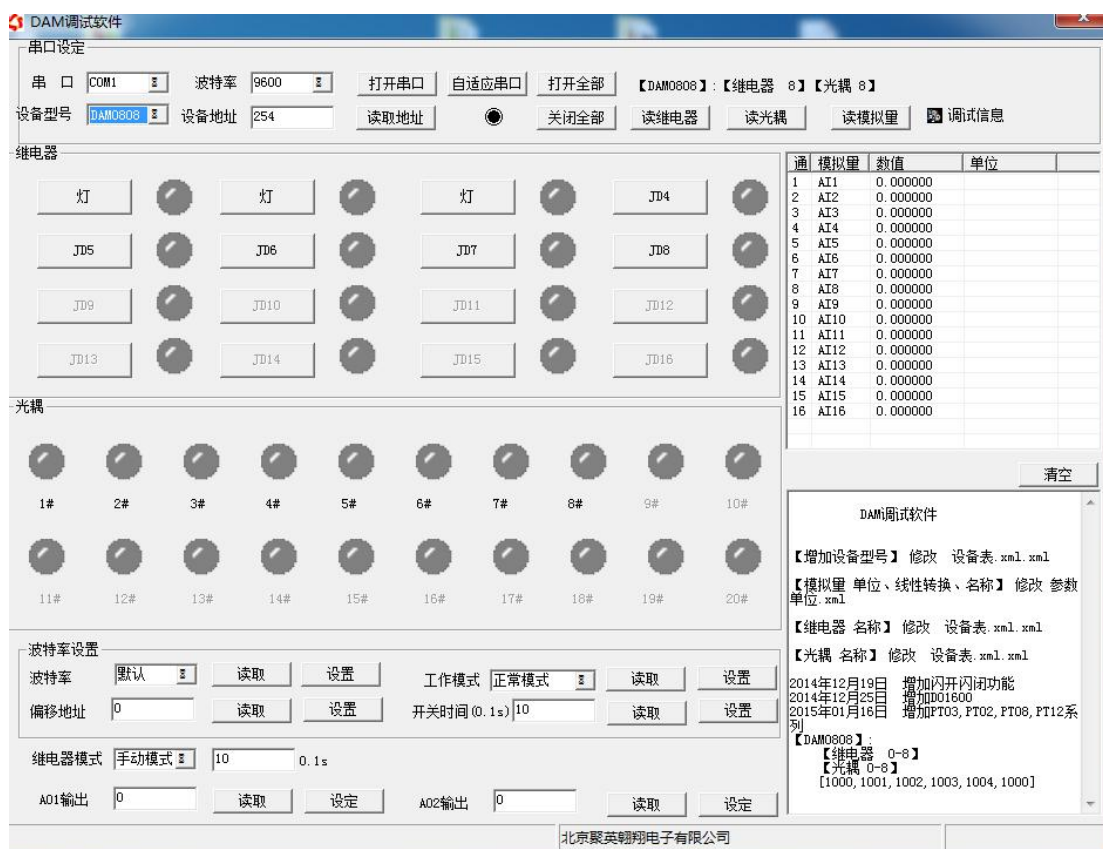 DAM调试软件
串口设定
串 口 COM1 波特率 9600 打开串口 自适应串口 打开全部 【DAM0808】:【继电器 8】【光耦 8】
设备型号 DAM0808 设备地址 254 读取地址 关闭全部 读继电器 读光耦 读模拟量 调试信息
继电器
灯 灯 灯 JD4
JD5 JD6 JD7 JD8
JD9 JD10 JD11 JD12
JD13 JD14 JD15 JD16
通 模拟量 数值 单位
1 AI1 0.000000
2 AI2 0.000000
3 AI3 0.000000
4 AI4 0.000000
5 AI5 0.000000
6 AI6 0.000000
7 AI7 0.000000
8 AI8 0.000000
9 AI9 0.000000
10 AI10 0.000000
11 AI11 0.000000
12 AI12 0.000000
13 AI13 0.000000
14 AI14 0.000000
15 AI15 0.000000
16 AI16 0.000000
光耦
1# 2# 3# 4# 5# 6# 7# 8# 9# 10#
11# 12# 13# 14# 15# 16# 17# 18# 19# 20#
清空
DAM调试软件
【增加设备型号】 修改 设备表.xml.xml
【模拟量 单位、线性转换、名称】 修改 参数
单位.xml
【继电器 名称】 修改 设备表.xml.xml
【光耦 名称】 修改 设备表.xml.xml
2014年12月19日 增加闪开闪闭功能
2014年12月25日 增加DO1600
2015年01月16日 增加PT03,PT02,PT08,PT12系
列
【DAM0808】:
【继电器 0-8】
【光耦 0-8】
[1000,1001,1002,1003,1004,1000]
波特率设置
波特率 默认 读取 设置 工作模式 正常模式 读取 设置
偏移地址 0 读取 设置 开关时间(0.1s) 10 读取 设置
继电器模式 手动模式 10 0.1s
AO1输出 0 读取 设定 AO2输出 0 读取 设定
北京聚英翱翔电子有限公司